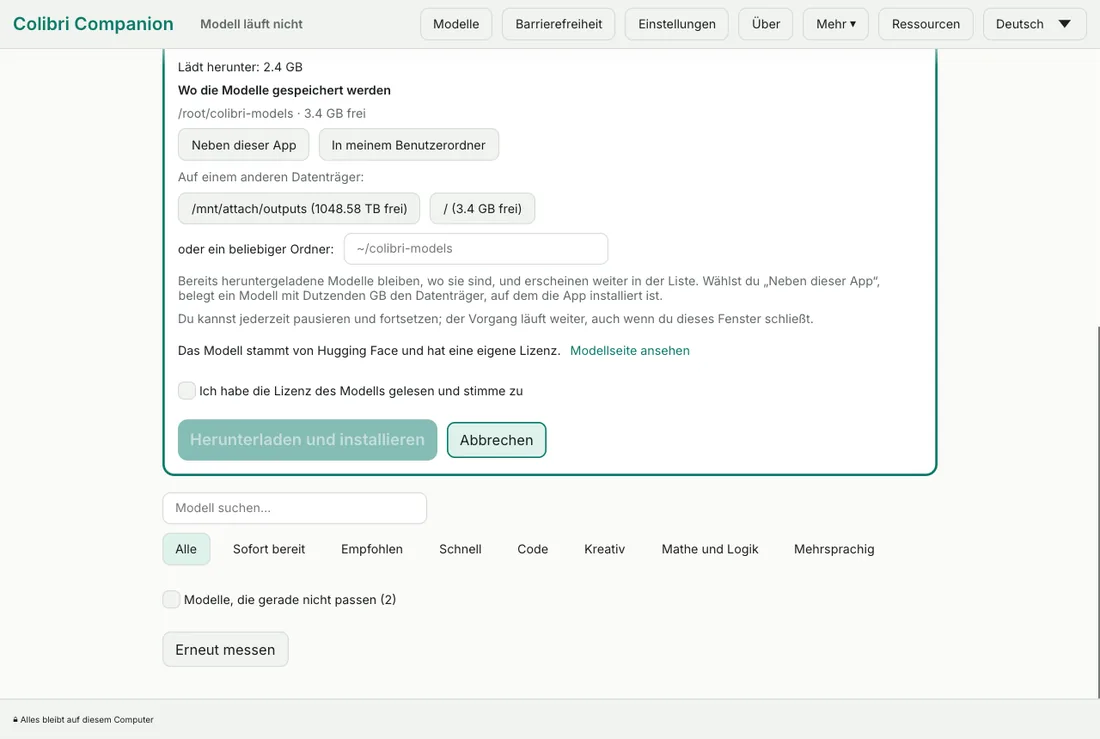 Colibri Companion
Modell läuft nicht
Modelle
Barrierefreiheit
Einstellungen
Über
Mehr ▾
Ressourcen
Deutsch
Lädt herunter: 2.4 GB
Wo die Modelle gespeichert werden
/root/colibri-models · 3.4 GB frei
Neben dieser App
In meinem Benutzerordner
Auf einem anderen Datenträger:
/mnt/attach/outputs (1048.58 TB frei)
/ (3.4 GB frei)
oder ein beliebiger Ordner:
~/colibri-models
Bereits heruntergeladene Modelle bleiben, wo sie sind, und erscheinen weiter in der Liste. Wählst du „Neben dieser App“,
belegt ein Modell mit Dutzenden GB den Datenträger, auf dem die App installiert ist.
Du kannst jederzeit pausieren und fortsetzen; der Vorgang läuft weiter, auch wenn du dieses Fenster schließt.
Das Modell stammt von Hugging Face und hat eine eigene Lizenz. Modellseite ansehen
Ich habe die Lizenz des Modells gelesen und stimme zu
Herunterladen und installieren
Abbrechen
Modell suchen...
Alle
Sofort bereit
Empfohlen
Schnell
Code
Kreativ
Mathe und Logik
Mehrsprachig
Modelle, die gerade nicht passen (2)
Erneut messen
Alles bleibt auf diesem Computer